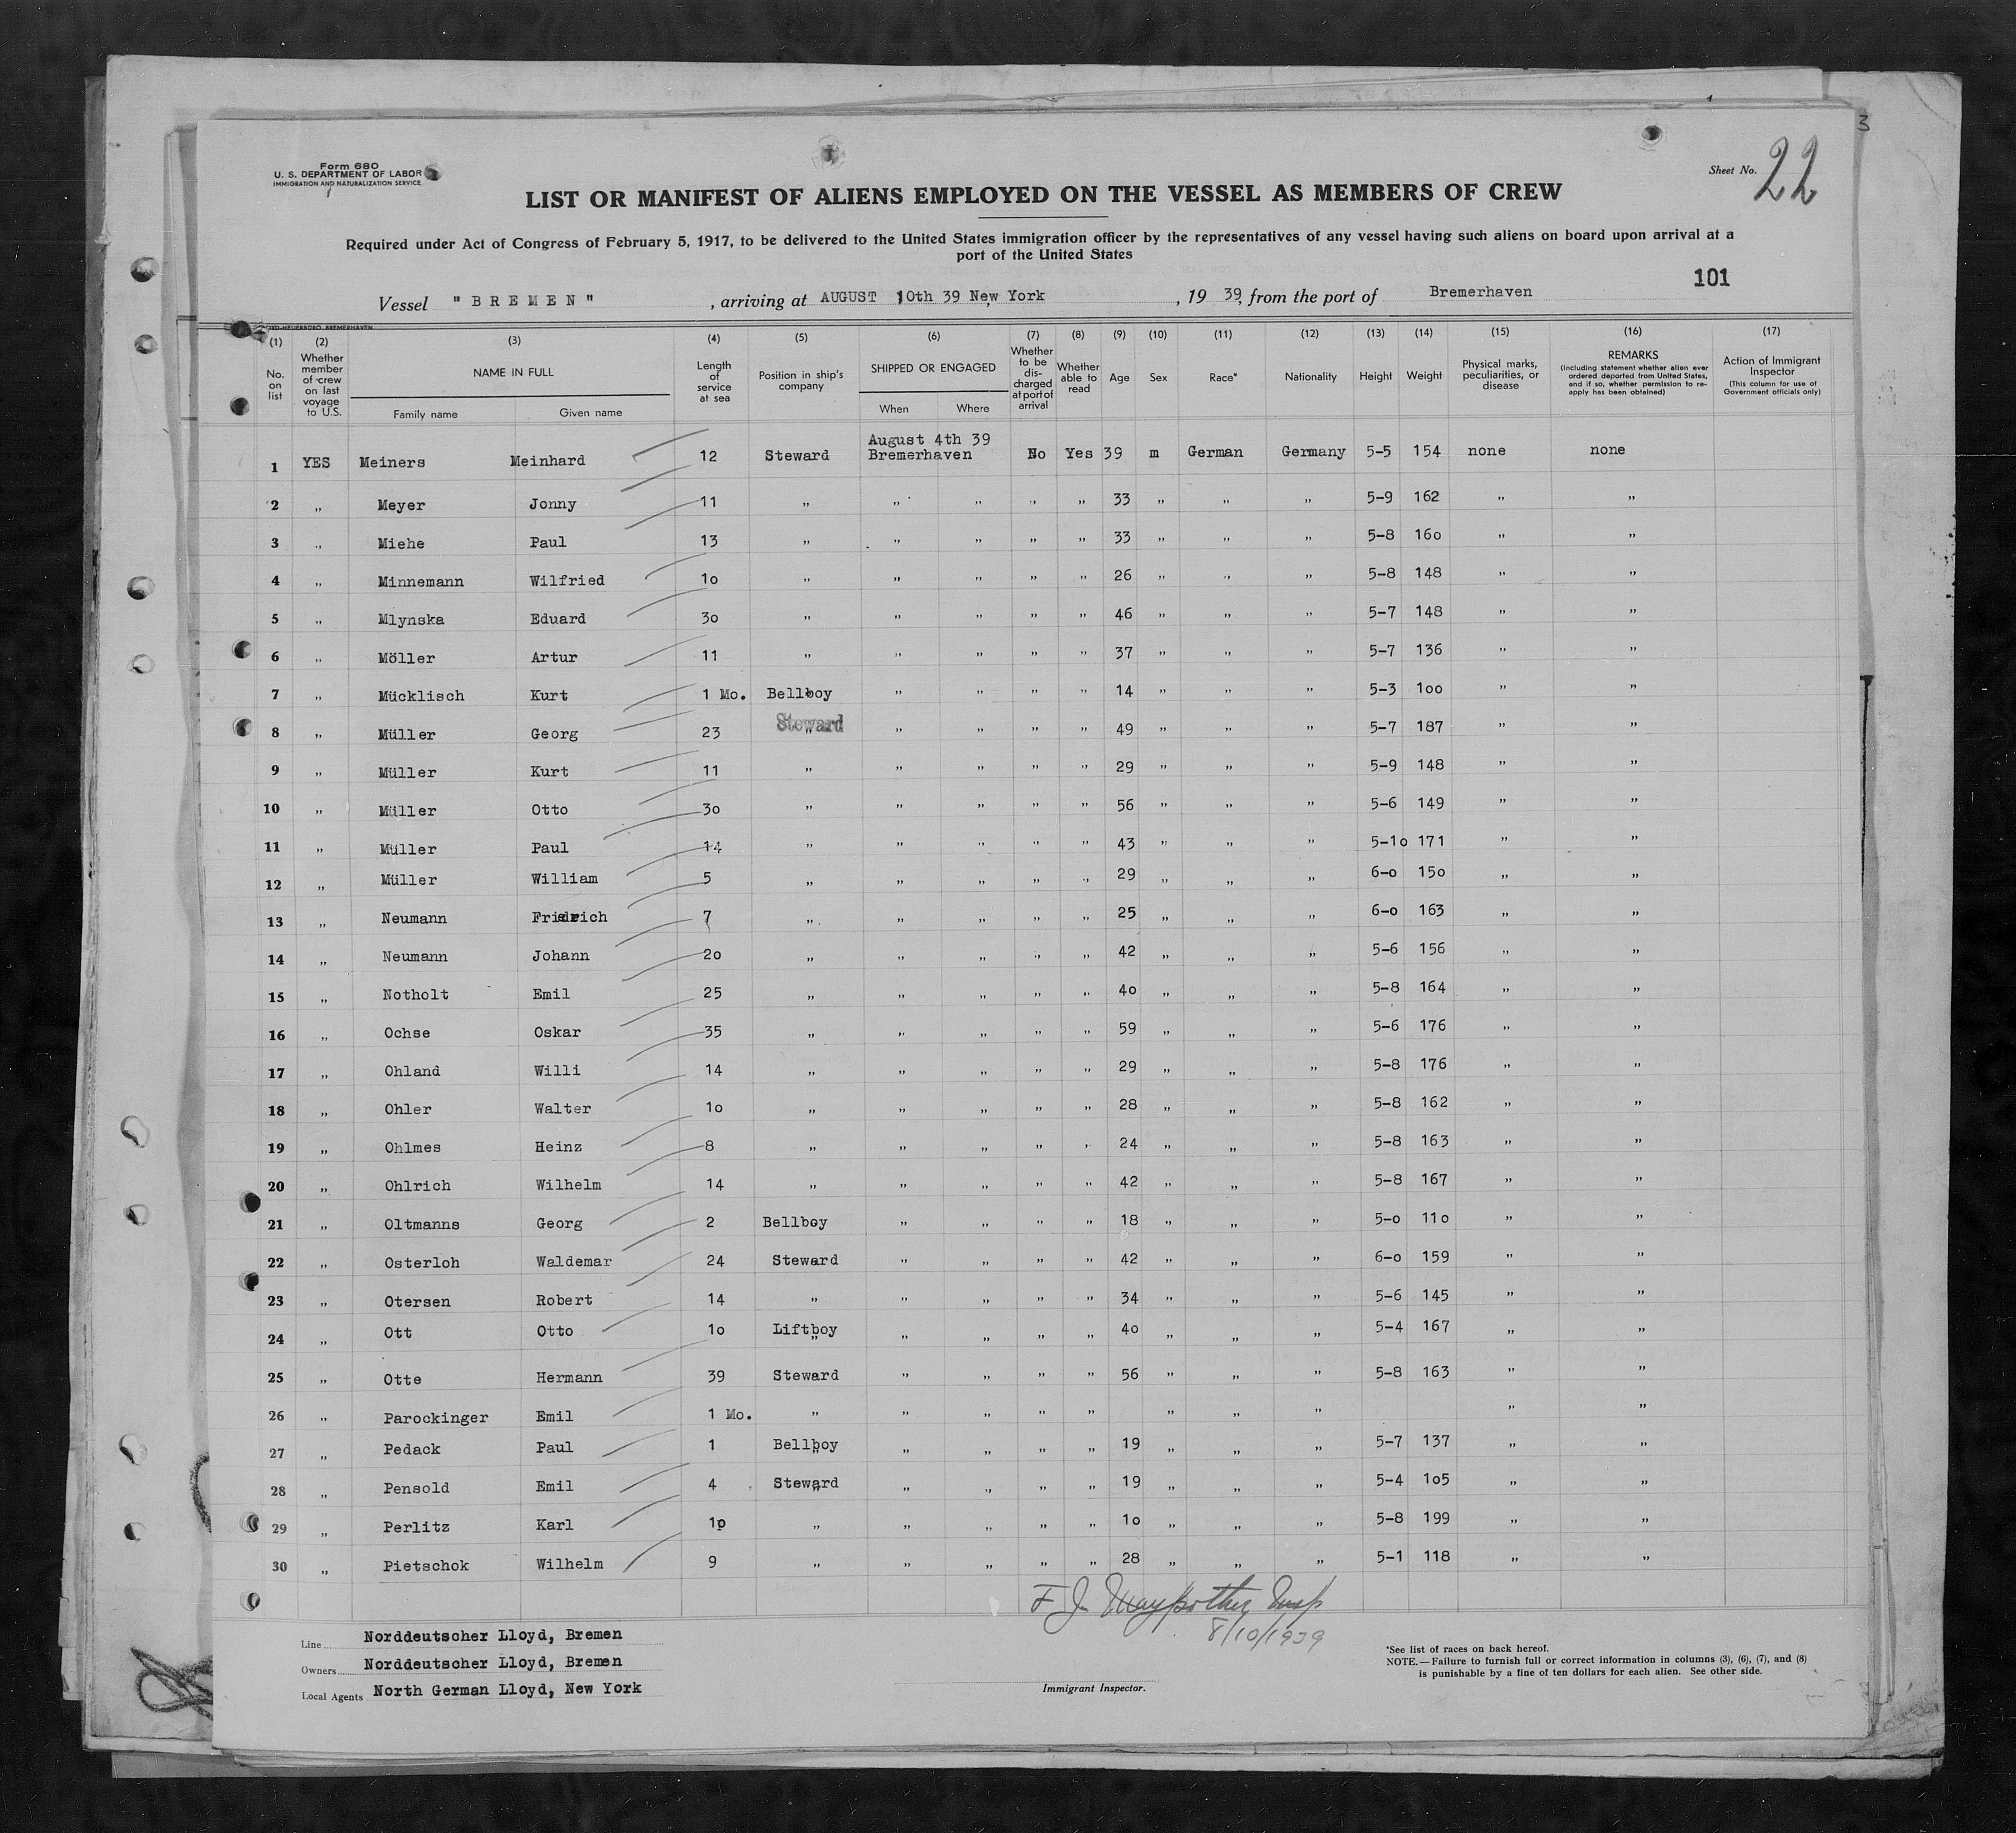 3
Form 680
U. S. DEPARTMENT OF LABOR
IMMIGRATION AND NATURALIZATION SERVICE
Sheet No. 22
LIST OR MANIFEST OF ALIENS EMPLOYED ON THE VESSEL AS MEMBERS OF CREW
Required under Act of Congress of February 5, 1917, to be delivered to the United States immigration officer by the representatives of any vessel having such aliens on board upon arrival at a
port of the United States
101
Vessel "BREMEN", arriving at AUGUST 10th 39 New York, 19 39, from the port of Bremerhaven
(1) (2) (3) (4) (5) (6) (7) (8) (9) (10) (11) (12) (13) (14) (15) (16) (17)
No. on list
Whether member of crew on last voyage to U.S.
NAME IN FULL
Family name Given name
Length of service at sea
Position in ship's company
SHIPPED OR ENGAGED
When Where
Whether to be discharged at port of arrival
Whether able to read
Age
Sex
Race*
Nationality
Height
Weight
Physical marks, peculiarities, or disease
REMARKS
(Including statement whether alien ever ordered deported from United States, and if so, whether permission to reapply has been obtained)
Action of Immigrant Inspector
(This column for use of Government officials only)
1 YES Meiners Meinhard 12 Steward August 4th 39 Bremerhaven No Yes 39 m German Germany 5-5 154 none none
2 " Meyer Jonny 11 " " " " " 33 " " " 5-9 162 " "
3 " Miehe Paul 13 " " " " " 33 " " " 5-8 160 " "
4 " Minnemann Wilfried 10 " " " " " 26 " " " 5-8 148 " "
5 " Mlynska Eduard 30 " " " " " 46 " " " 5-7 148 " "
6 " Möller Artur 11 " " " " " 37 " " " 5-7 136 " "
7 " Mücklisch Kurt 1 Mo. Bellboy " " " " 14 " " " 5-3 100 " "
8 " Müller Georg 23 Steward " " " " 49 " " " 5-7 187 " "
9 " Müller Kurt 11 " " " " " 29 " " " 5-9 148 " "
10 " Müller Otto 30 " " " " " 56 " " " 5-6 149 " "
11 " Müller Paul 14 " " " " " 43 " " " 5-10 171 " "
12 " Müller William 5 " " " " " 29 " " " 6-0 150 " "
13 " Neumann Friedrich 7 " " " " " 25 " " " 6-0 163 " "
14 " Neumann Johann 20 " " " " " 42 " " " 5-6 156 " "
15 " Notholt Emil 25 " " " " " 40 " " " 5-8 164 " "
16 " Ochse Oskar 35 " " " " " 59 " " " 5-6 176 " "
17 " Ohland Willi 14 " " " " " 29 " " " 5-8 176 " "
18 " Ohler Walter 10 " " " " " 28 " " " 5-8 162 " "
19 " Ohlmes Heinz 8 " " " " " 24 " " " 5-8 163 " "
20 " Ohlrich Wilhelm 14 " " " " " 42 " " " 5-8 167 " "
21 " Oltmanns Georg 2 Bellboy " " " " 18 " " " 5-0 110 " "
22 " Osterloh Waldemar 24 Steward " " " " 42 " " " 6-0 159 " "
23 " Otersen Robert 14 " " " " " 34 " " " 5-6 145 " "
24 " Ott Otto 10 Liftboy " " " " 40 " " " 5-4 167 " "
25 " Otte Hermann 39 Steward " " " " 56 " " " 5-8 163 " "
26 " Parockinger Emil 1 Mo. " " " " " " " " " "
27 " Pedack Paul 1 Bellboy " " " " 19 " " " 5-7 137 " "
28 " Pensold Emil 4 Steward " " " " 19 " " " 5-4 105 " "
29 " Perlitz Karl 10 " " " " " 10 " " " 5-8 199 " "
30 " Pietschok Wilhelm 9 " " " " " 28 " " " 5-1 118 " "
F J Maypother Insp
8/10/1939
Line Norddeutscher Lloyd, Bremen
Owners Norddeutscher Lloyd, Bremen
Local Agents North German Lloyd, New York
Immigrant Inspector.
*See list of races on back hereof.
NOTE.—Failure to furnish full or correct information in columns (3), (6), (7), and (8)
is punishable by a fine of ten dollars for each alien. See other side.